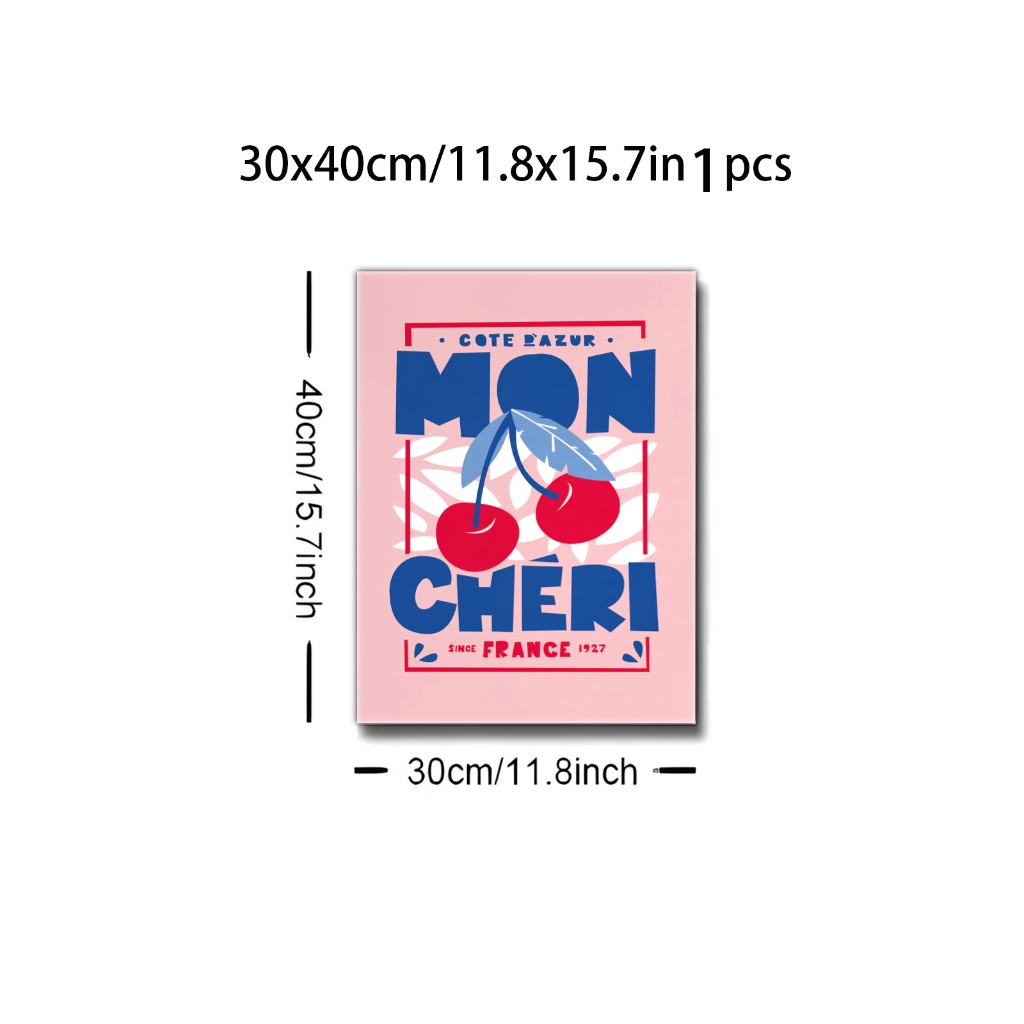 30x40cm/11.8x15.7in 1 pcs
40cm/15.7inch
• COTE D'AZUR •
MON
CHÉRI
SINCE FRANCE 1927
30cm/11.8inch